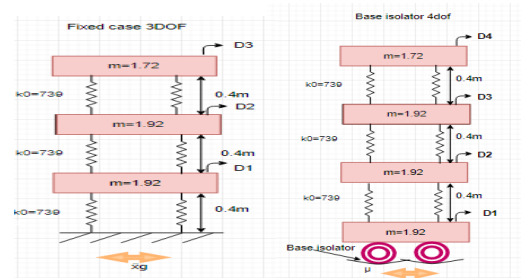 Fixed case 3DOF
D3
m=1.72
k0=739
0.4m
D2
m=1.92
k0=739
0.4m
D1
m=1.92
k0=739
0.4m
ẍg
Base isolator 4dof
D4
m=1.72
k0=739
0.4m
D3
m=1.92
k0=739
0.4m
D2
m=1.92
k0=739
0.4m
D1
m=1.92
Base isolator
μ